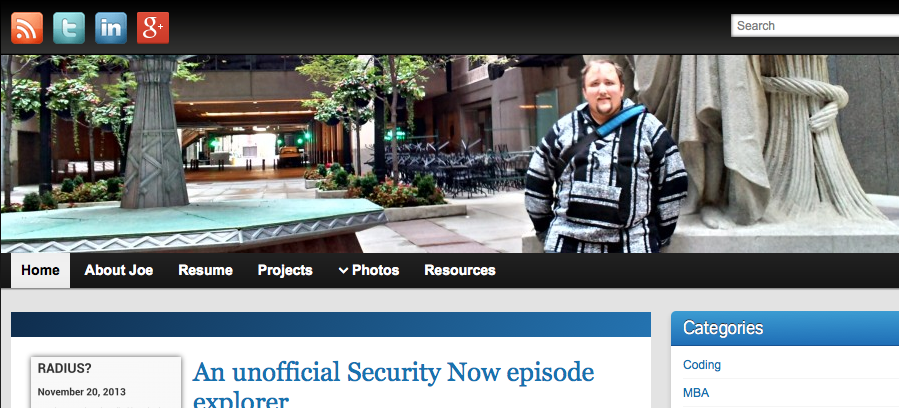 t
in
g+
Search
Home
About Joe
Resume
Projects
Photos
Resources
RADIUS?
November 20, 2013
An unofficial Security Now episode
explorer
Categories
Coding
MBA